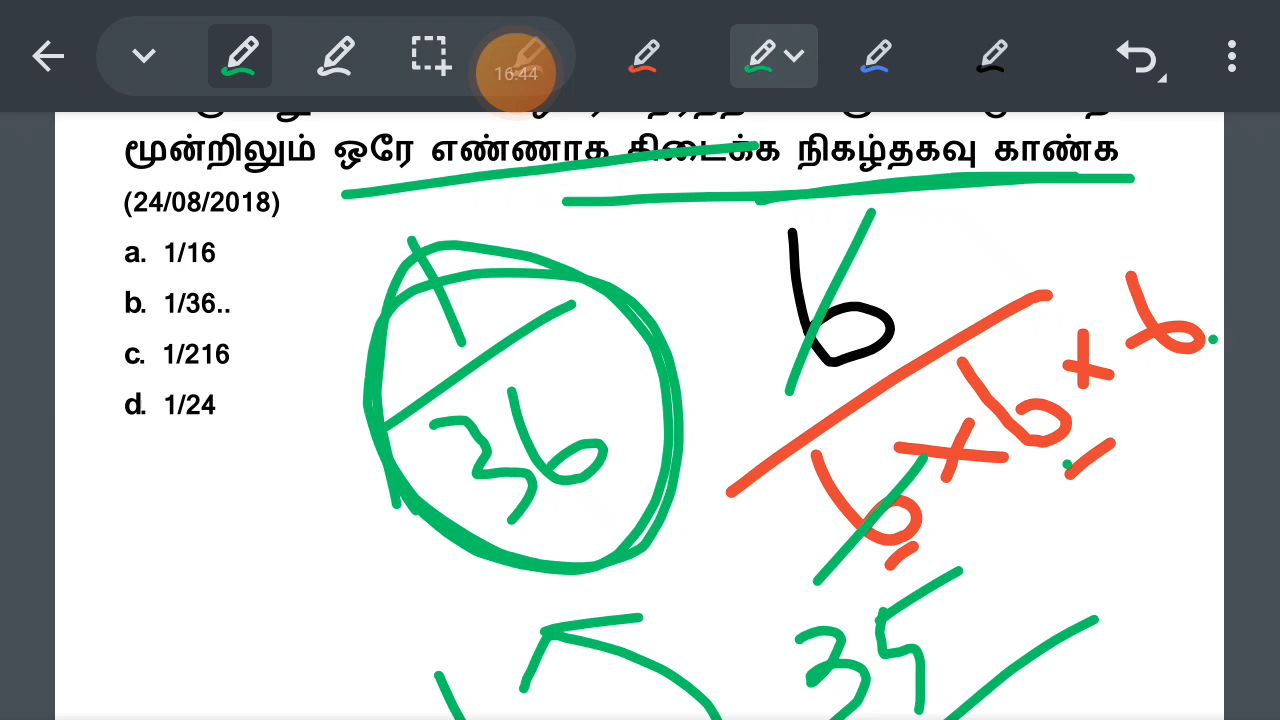 16:44
மூன்றிலும் ஒரே எண்ணாக கிடைக்க நிகழ்தகவு காண்க
(24/08/2018)
a. 1/16
b. 1/36..
c. 1/216
d. 1/24
1/36
6/6×6×6
35